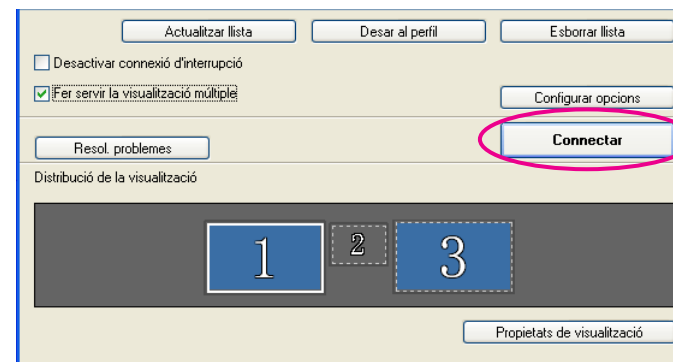 Actualitzar llista Desar al perfil Esborrar llista
Desactivar connexió d'interrupció
Fer servir la visualització múltiple
Configurar opcions
Connectar
Resol. problemes
Distribució de la visualització
1 2 3
Propietats de visualització